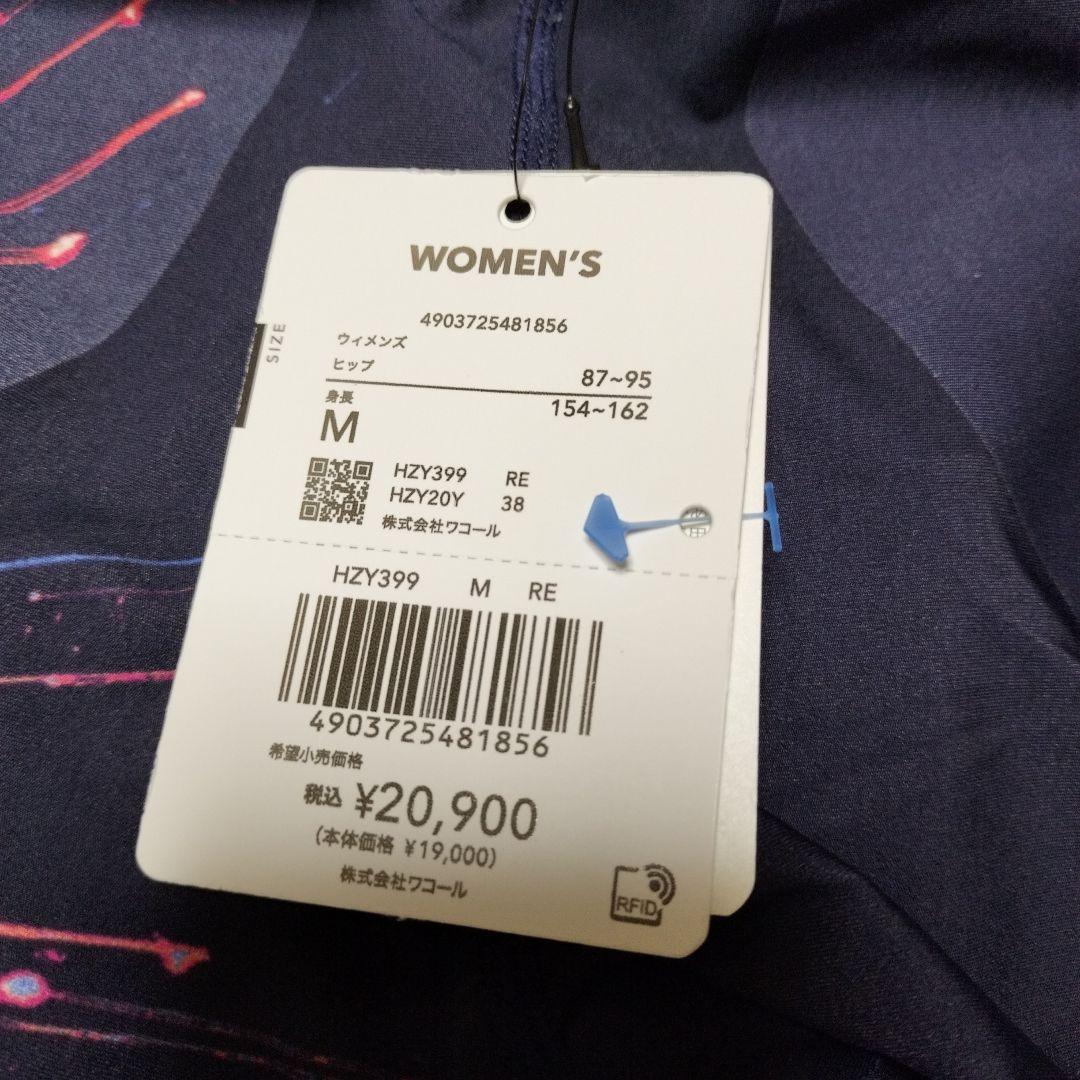 WOMEN'S
4903725481856
SIZE
ウィメンズ
ヒップ 87~95
身長 154~162
M
HZY399 RE
HZY20Y 38
株式会社ワコール
HZY399 M RE
4903725481856
希望小売価格
税込 ¥20,900
(本体価格 ¥19,000)
株式会社ワコール
RFID